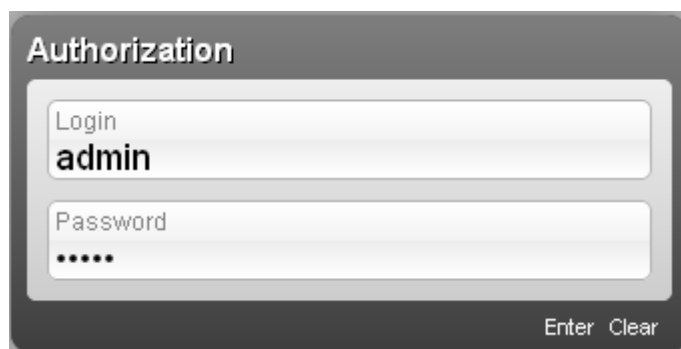 Authorization
Login
admin
Password
•••••
Enter Clear